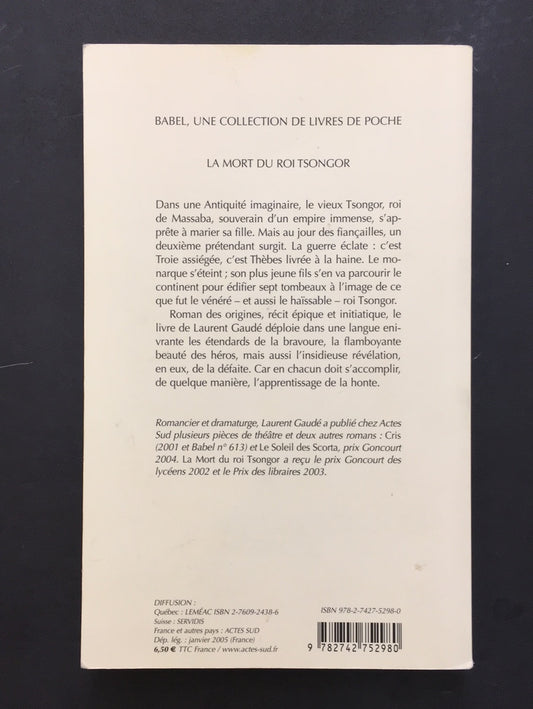 BABEL, UNE COLLECTION DE LIVRES DE POCHE
LA MORT DU ROI TSONGOR
Dans une Antiquité imaginaire, le vieux Tsongor, roi
de Massaba, souverain d'un empire immense, s'ap-
prête à marier sa fille. Mais au jour des fiançailles, un
deuxième prétendant surgit. La guerre éclate : c'est
Troie assiégée, c'est Thèbes livrée à la haine. Le mo-
narque s'éteint ; son plus jeune fils s'en va parcourir le
continent pour édifier sept tombeaux à l'image de ce
que fut le vénéré – et aussi le haïssable – roi Tsongor.
Roman des origines, récit épique et initiatique, le
livre de Laurent Gaudé déploie dans une langue eni-
vrante les étendards de la bravoure, la flamboyante
beauté des héros, mais aussi l'insidieuse révélation,
en eux, de la défaite. Car en chacun doit s'accomplir,
de quelque manière, l'apprentissage de la honte.
Romancier et dramaturge, Laurent Gaudé a publié chez Actes
Sud plusieurs pièces de théâtre et deux autres romans : Cris
(2001 et Babel n° 613) et Le Soleil des Scorta, prix Goncourt
2004. La Mort du roi Tsongor a reçu le prix Goncourt des
lycéens 2002 et le Prix des libraires 2003.
DIFFUSION :
Québec : LEMÉAC ISBN 2-7609-2438-6
Suisse : SERVIDIS
France et autres pays : ACTES SUD
Dép. lég. : janvier 2005 (France)
6,50 € TTC France / www.actes-sud.fr
ISBN 978-2-7427-5298-0
9 782742 752980